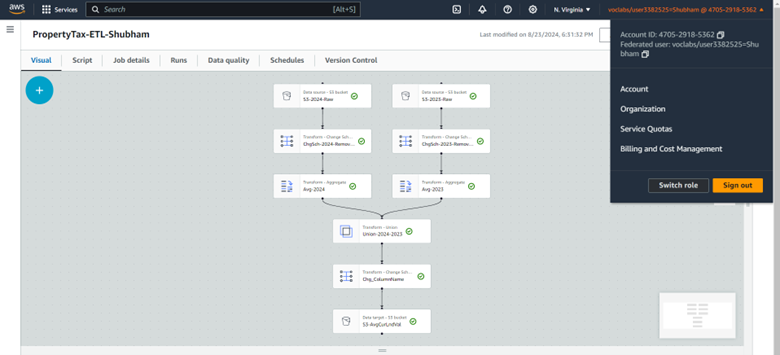 aws
Services
Search
[Alt+S]
N. Virginia
voclabs/user3382525=Shubham @ 4705-2918-5362
PropertyTax-ETL-Shubham
Last modified on 8/23/2024, 6:31:32 PM
Account ID: 4705-2918-5362
Federated user: voclabs/user3382525=Shu
bham
Account
Organization
Service Quotas
Billing and Cost Management
Switch role
Sign out
Visual
Script
Job details
Runs
Data quality
Schedules
Version Control
Data source - S3 bucket
S3-2024-Raw
Data source - S3 bucket
S3-2023-Raw
Transform - Change Sch...
ChgSch-2024-Remov...
Transform - Change Sch...
ChgSch-2023-Remov...
Transform - Aggregate
Avg-2024
Transform - Aggregate
Avg-2023
Transform - Union
Union-2024-2023
Transform - Change Sch...
Chg_ColumnName
Data target - S3 bucket
S3-AvgCurLndVal